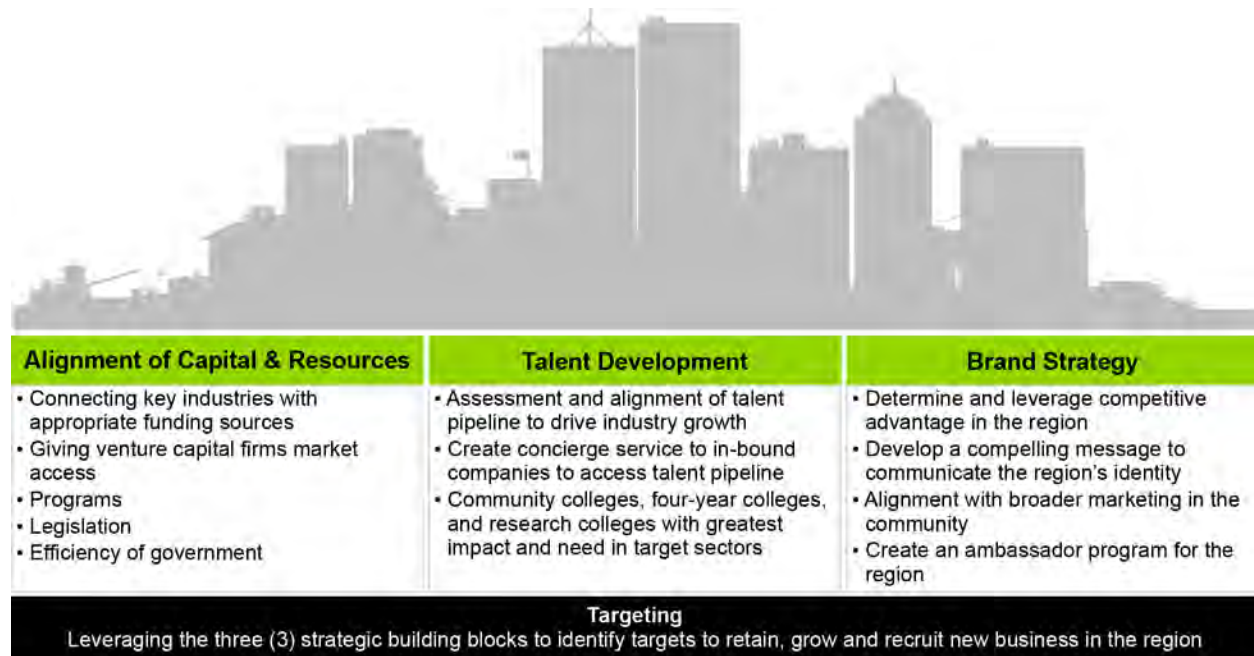 Alignment of Capital & Resources
• Connecting key industries with
appropriate funding sources
• Giving venture capital firms market
access
• Programs
• Legislation
• Efficiency of government
Talent Development
• Assessment and alignment of talent
pipeline to drive industry growth
• Create concierge service to in-bound
companies to access talent pipeline
• Community colleges, four-year colleges,
and research colleges with greatest
impact and need in target sectors
Brand Strategy
• Determine and leverage competitive
advantage in the region
• Develop a compelling message to
communicate the region's identity
• Alignment with broader marketing in the
community
• Create an ambassador program for the
region
Targeting
Leveraging the three (3) strategic building blocks to identify targets to retain, grow and recruit new business in the region